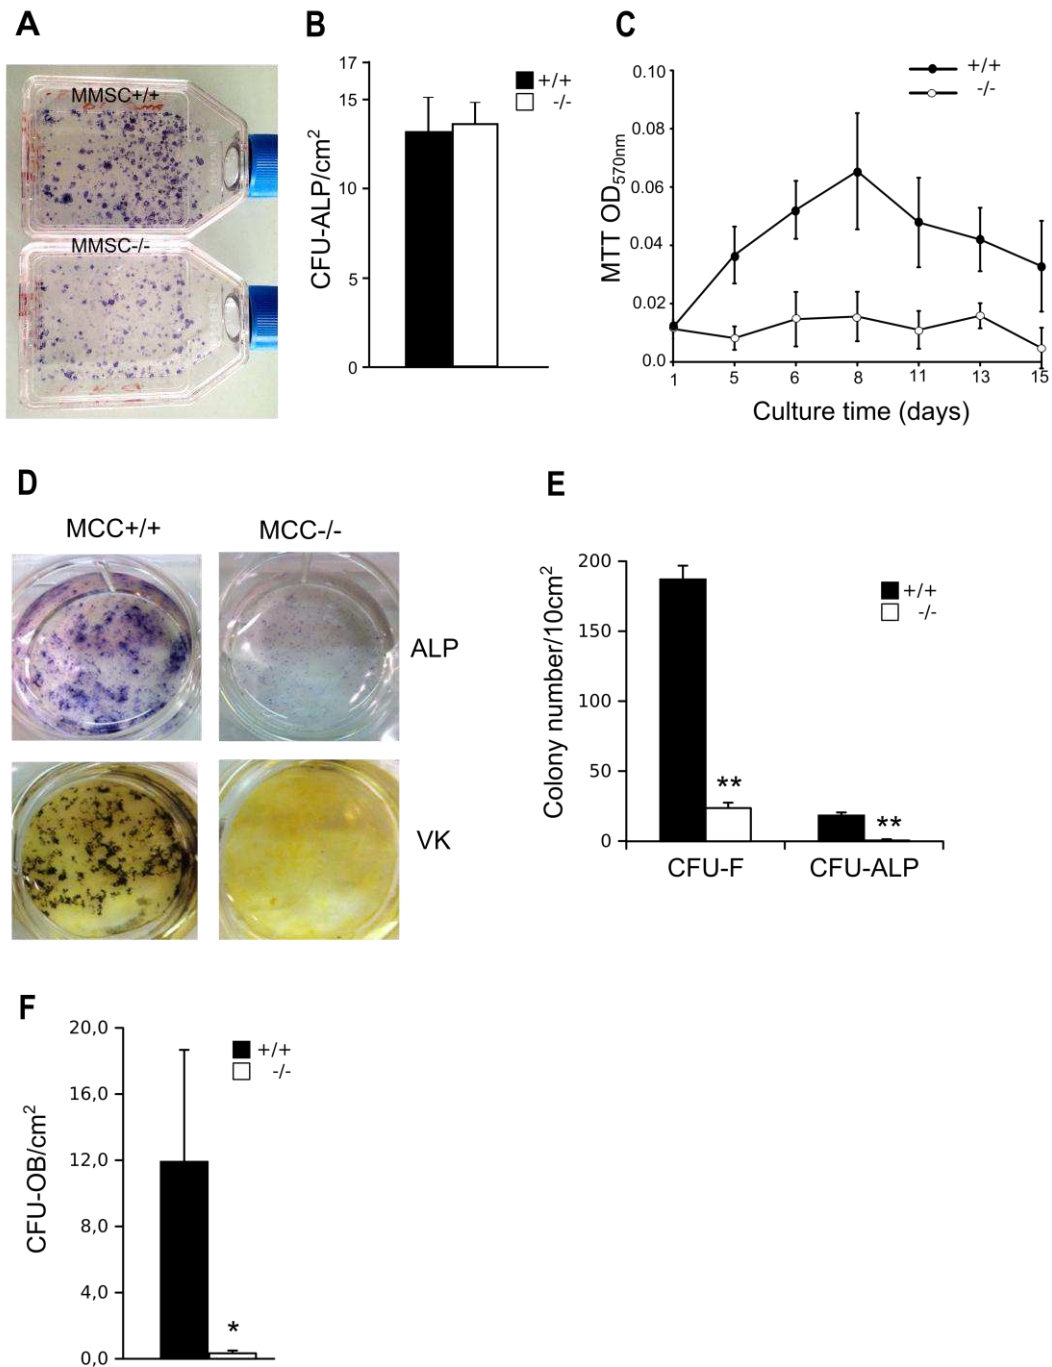 A
MMSC+/+
MMSC-/-
B
CFU-ALP/cm²
17
15
10
5
0
+/+
-/-
C
MTT OD570nm
0.10
0.08
0.06
0.04
0.02
0.0
1 5 6 8 11 13 15
Culture time (days)
+/+
-/-
D
MCC+/+ MCC-/-
ALP
VK
E
Colony number/10cm²
200
150
100
50
0
+/+
-/-
**
**
CFU-F CFU-ALP
F
CFU-OB/cm²
20,0
16,0
12,0
8,0
4,0
0,0
+/+
-/-
*